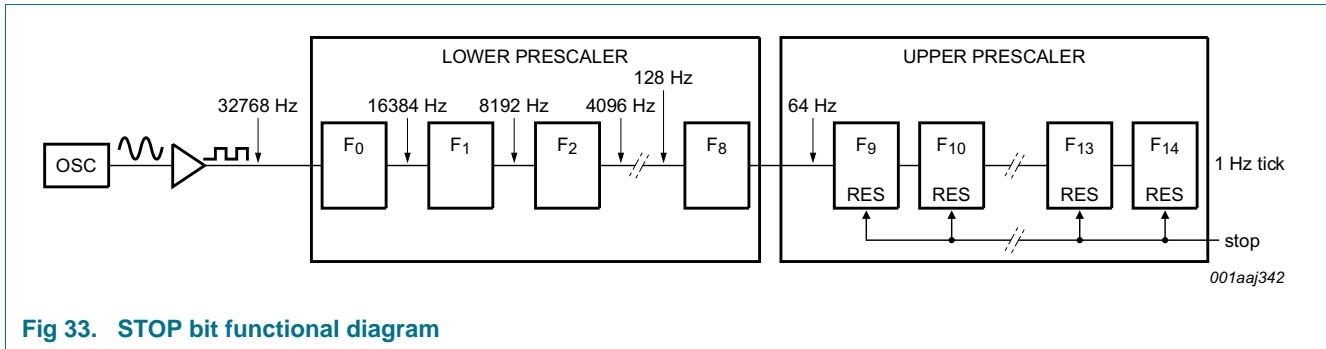 LOWER PRESCALER
UPPER PRESCALER
128 Hz
32768 Hz
16384 Hz
8192 Hz
4096 Hz
64 Hz
OSC
F0
F1
F2
F8
F9
F10
F13
F14
1 Hz tick
RES
RES
RES
RES
stop
001aaj342
Fig 33. STOP bit functional diagram